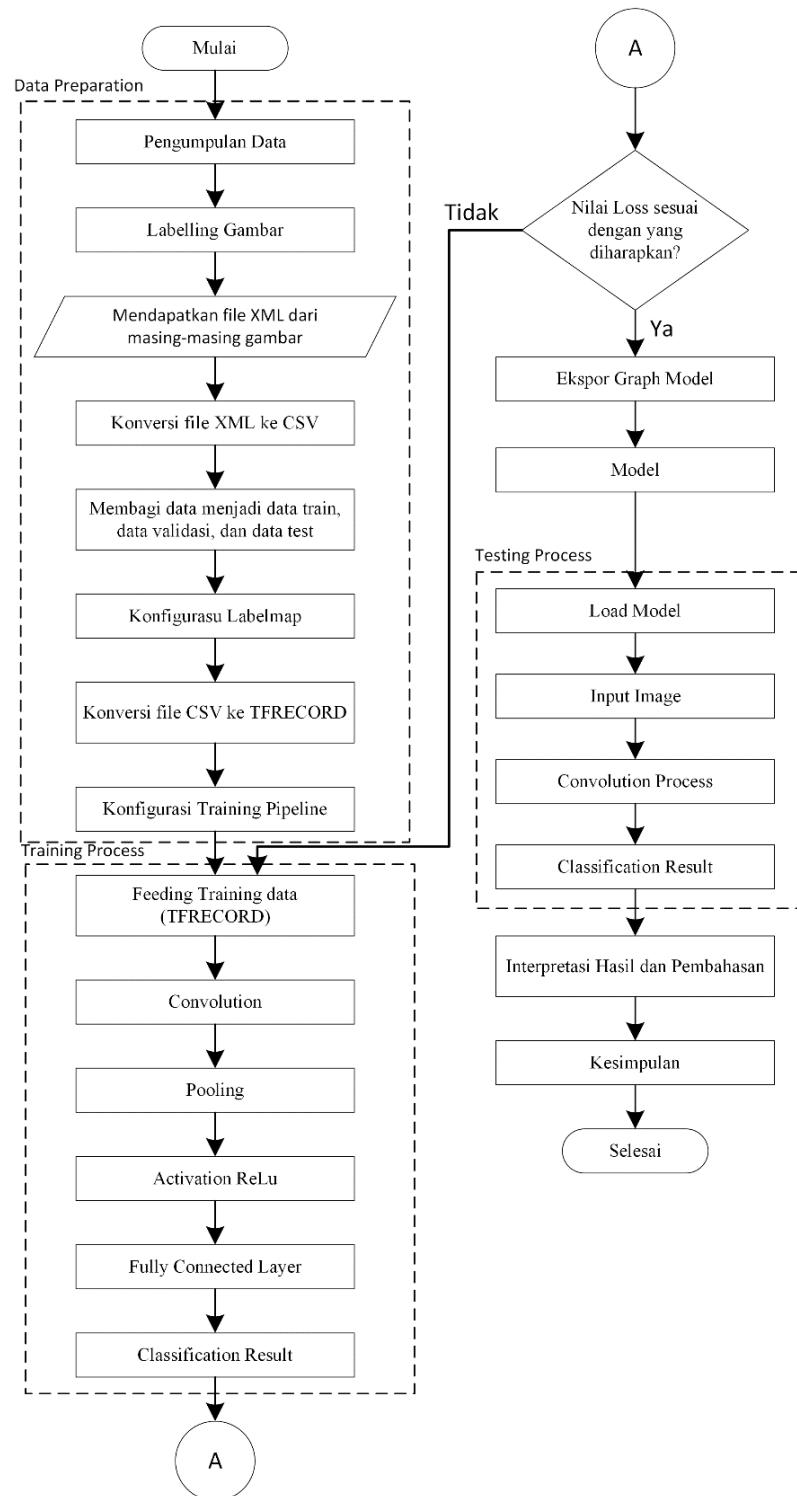 Mulai
Data Preparation
Pengumpulan Data
Labelling Gambar
Mendapatkan file XML dari
masing-masing gambar
Konversi file XML ke CSV
Membagi data menjadi data train,
data validasi, dan data test
Konfigurasu Labelmap
Konversi file CSV ke TFRECORD
Konfigurasi Training Pipeline
Training Process
Feeding Training data
(TFRECORD)
Convolution
Pooling
Activation ReLu
Fully Connected Layer
Classification Result
A
A
Nilai Loss sesuai
dengan yang
diharapkan?
Tidak
Ya
Ekspor Graph Model
Model
Testing Process
Load Model
Input Image
Convolution Process
Classification Result
Interpretasi Hasil dan Pembahasan
Kesimpulan
Selesai